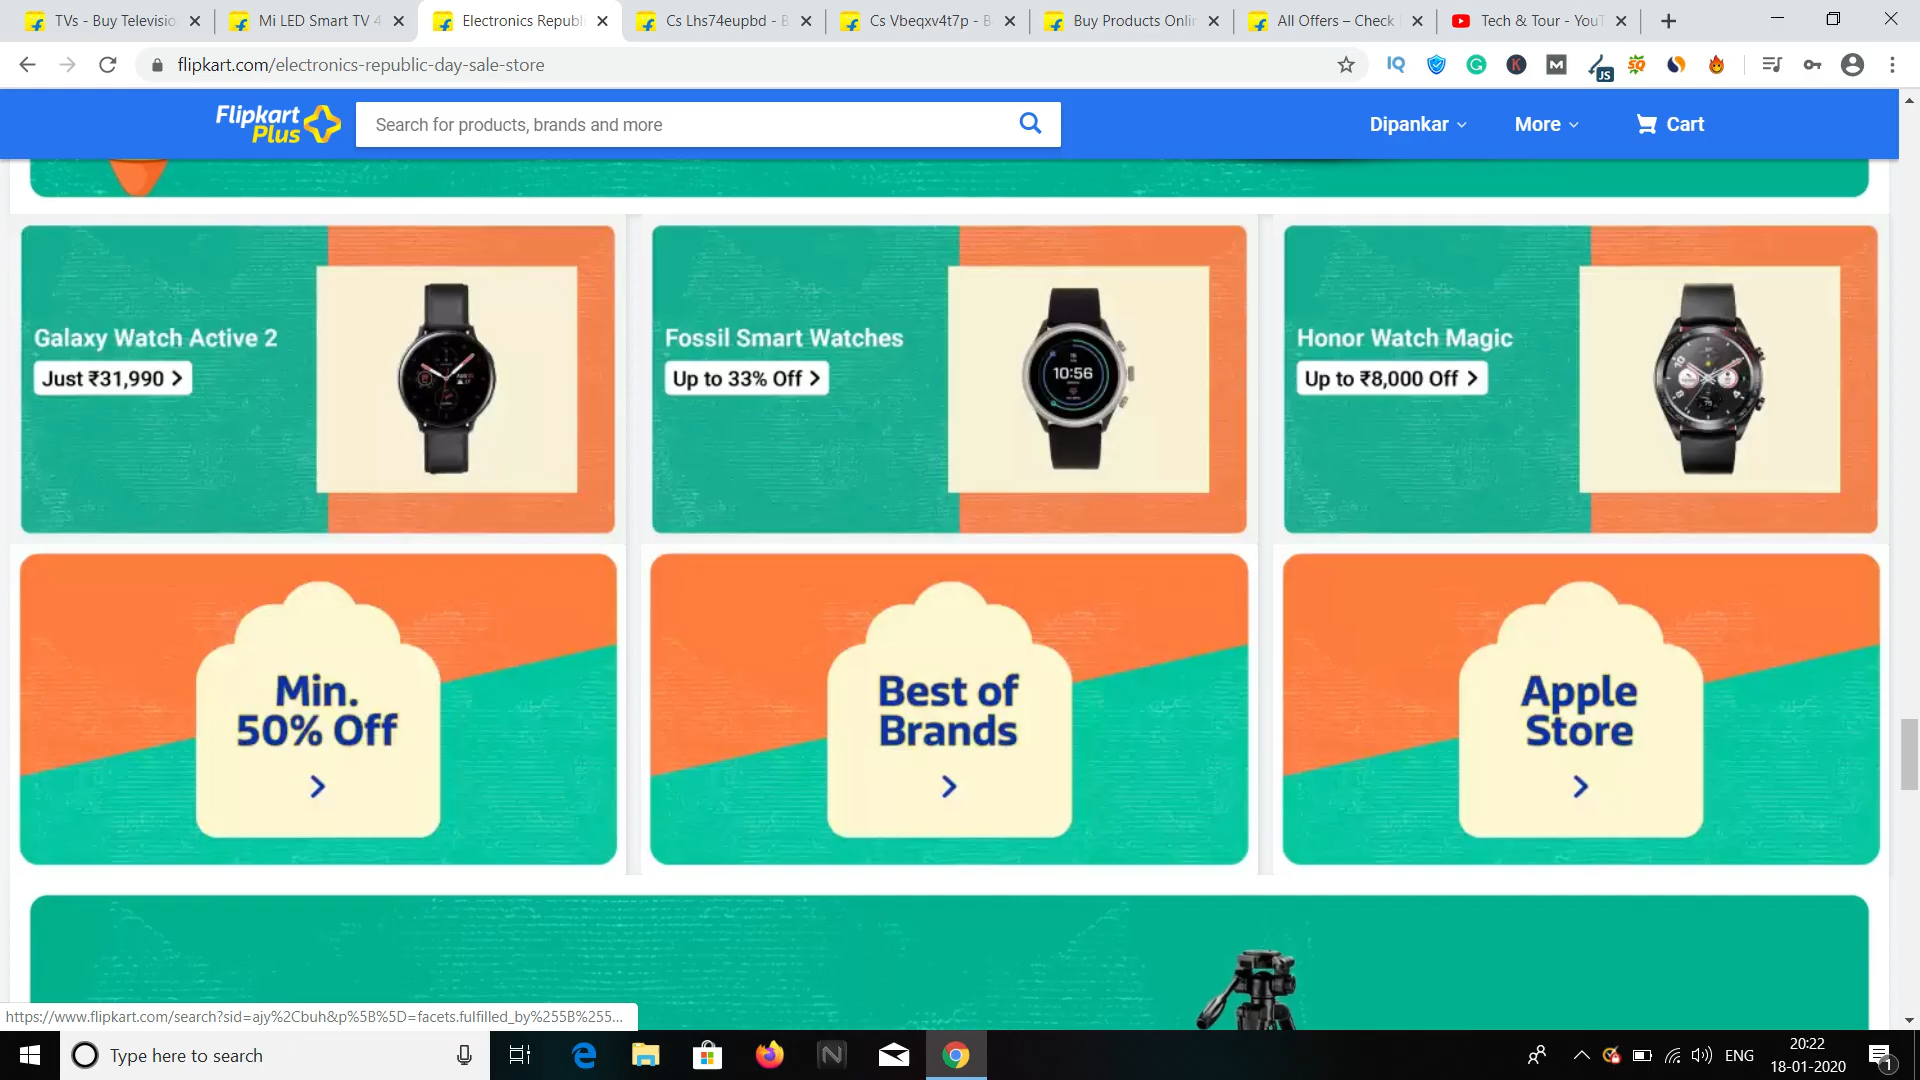 TVs - Buy Televisio
Mi LED Smart TV 4
Electronics Republi
Cs Lhs74eupbd - B
Cs Vbeqxv4t7p - B
Buy Products Onlin
All Offers – Check
Tech & Tour - YouT
flipkart.com/electronics-republic-day-sale-store
Flipkart
Plus
Search for products, brands and more
Dipankar
More
Cart
Galaxy Watch Active 2
Just ₹31,990
Fossil Smart Watches
Up to 33% Off
10:56
Honor Watch Magic
Up to ₹8,000 Off
Min.
50% Off
Best of
Brands
Apple
Store
https://www.flipkart.com/search?sid=ajy%2Cbuh&p%5B%5D=facets.fulfilled_by%255B%255...
Type here to search
ENG
20:22
18-01-2020
1